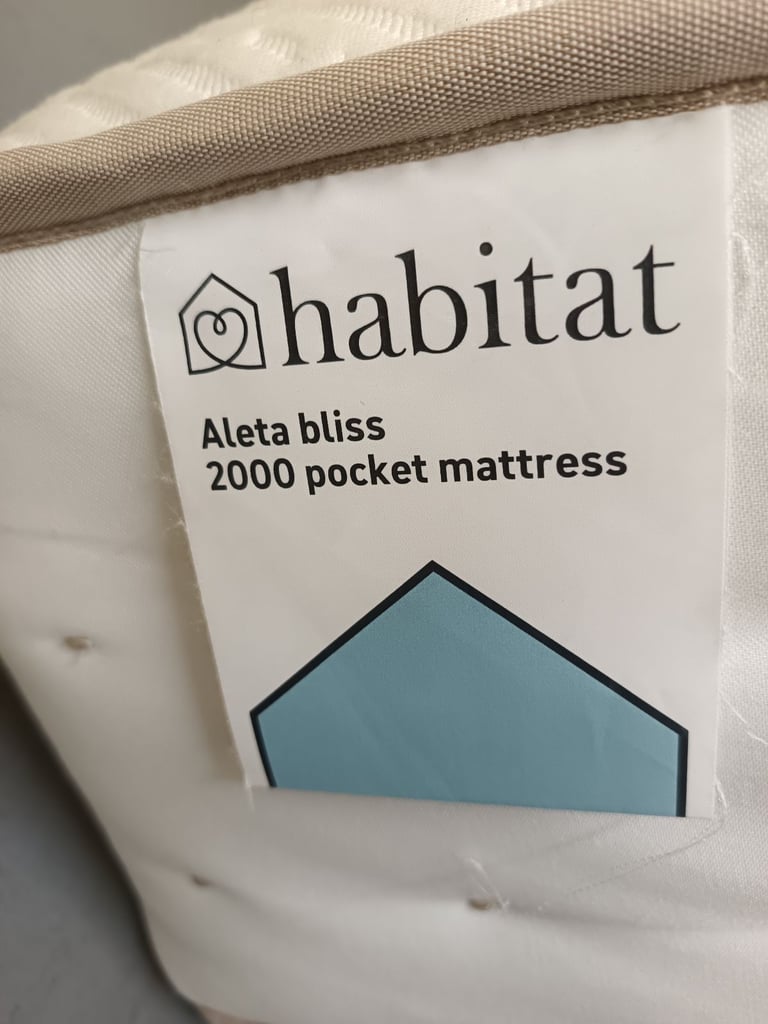 habitat
Aleta bliss
2000 pocket mattress